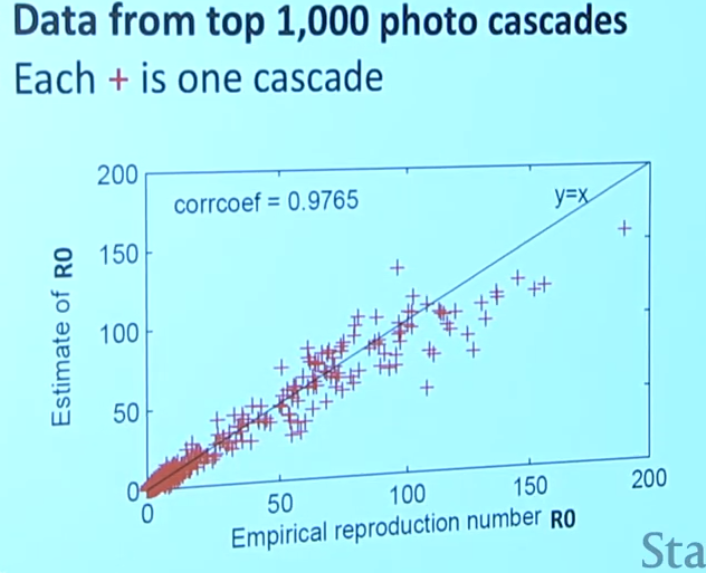 Data from top 1,000 photo cascades
Each + is one cascade
200
corrcoef = 0.9765
y=x
150
100
50
0
Estimate of R0
0
50
100
150
200
Empirical reproduction number R0
Sta